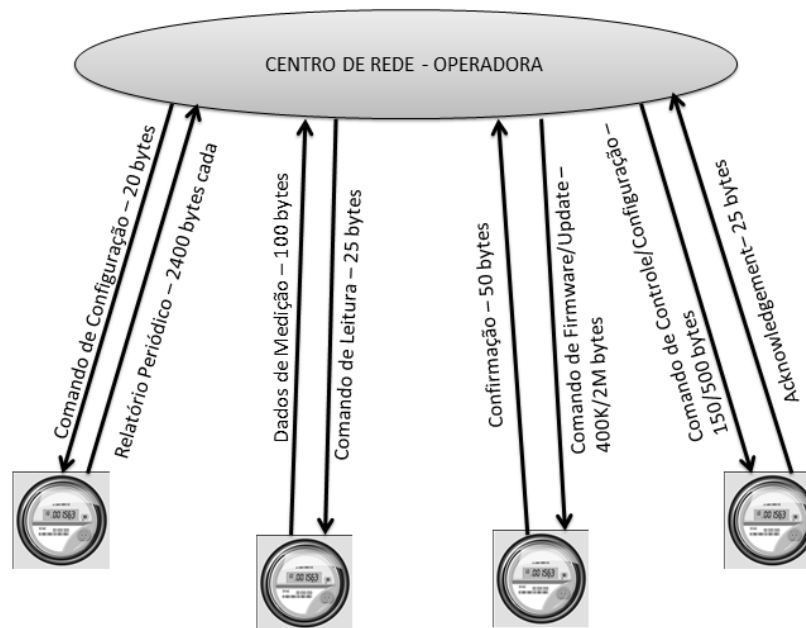 CENTRO DE REDE - OPERADORA
Comando de Configuração – 20 bytes
Relatório Periódico – 2400 bytes cada
Dados de Medição – 100 bytes
Comando de Leitura – 25 bytes
Confirmação – 50 bytes
Comando de Firmware/Update –
400K/2M bytes
Comando de Controle/Configuração –
150/500 bytes
Acknowledgement– 25 bytes